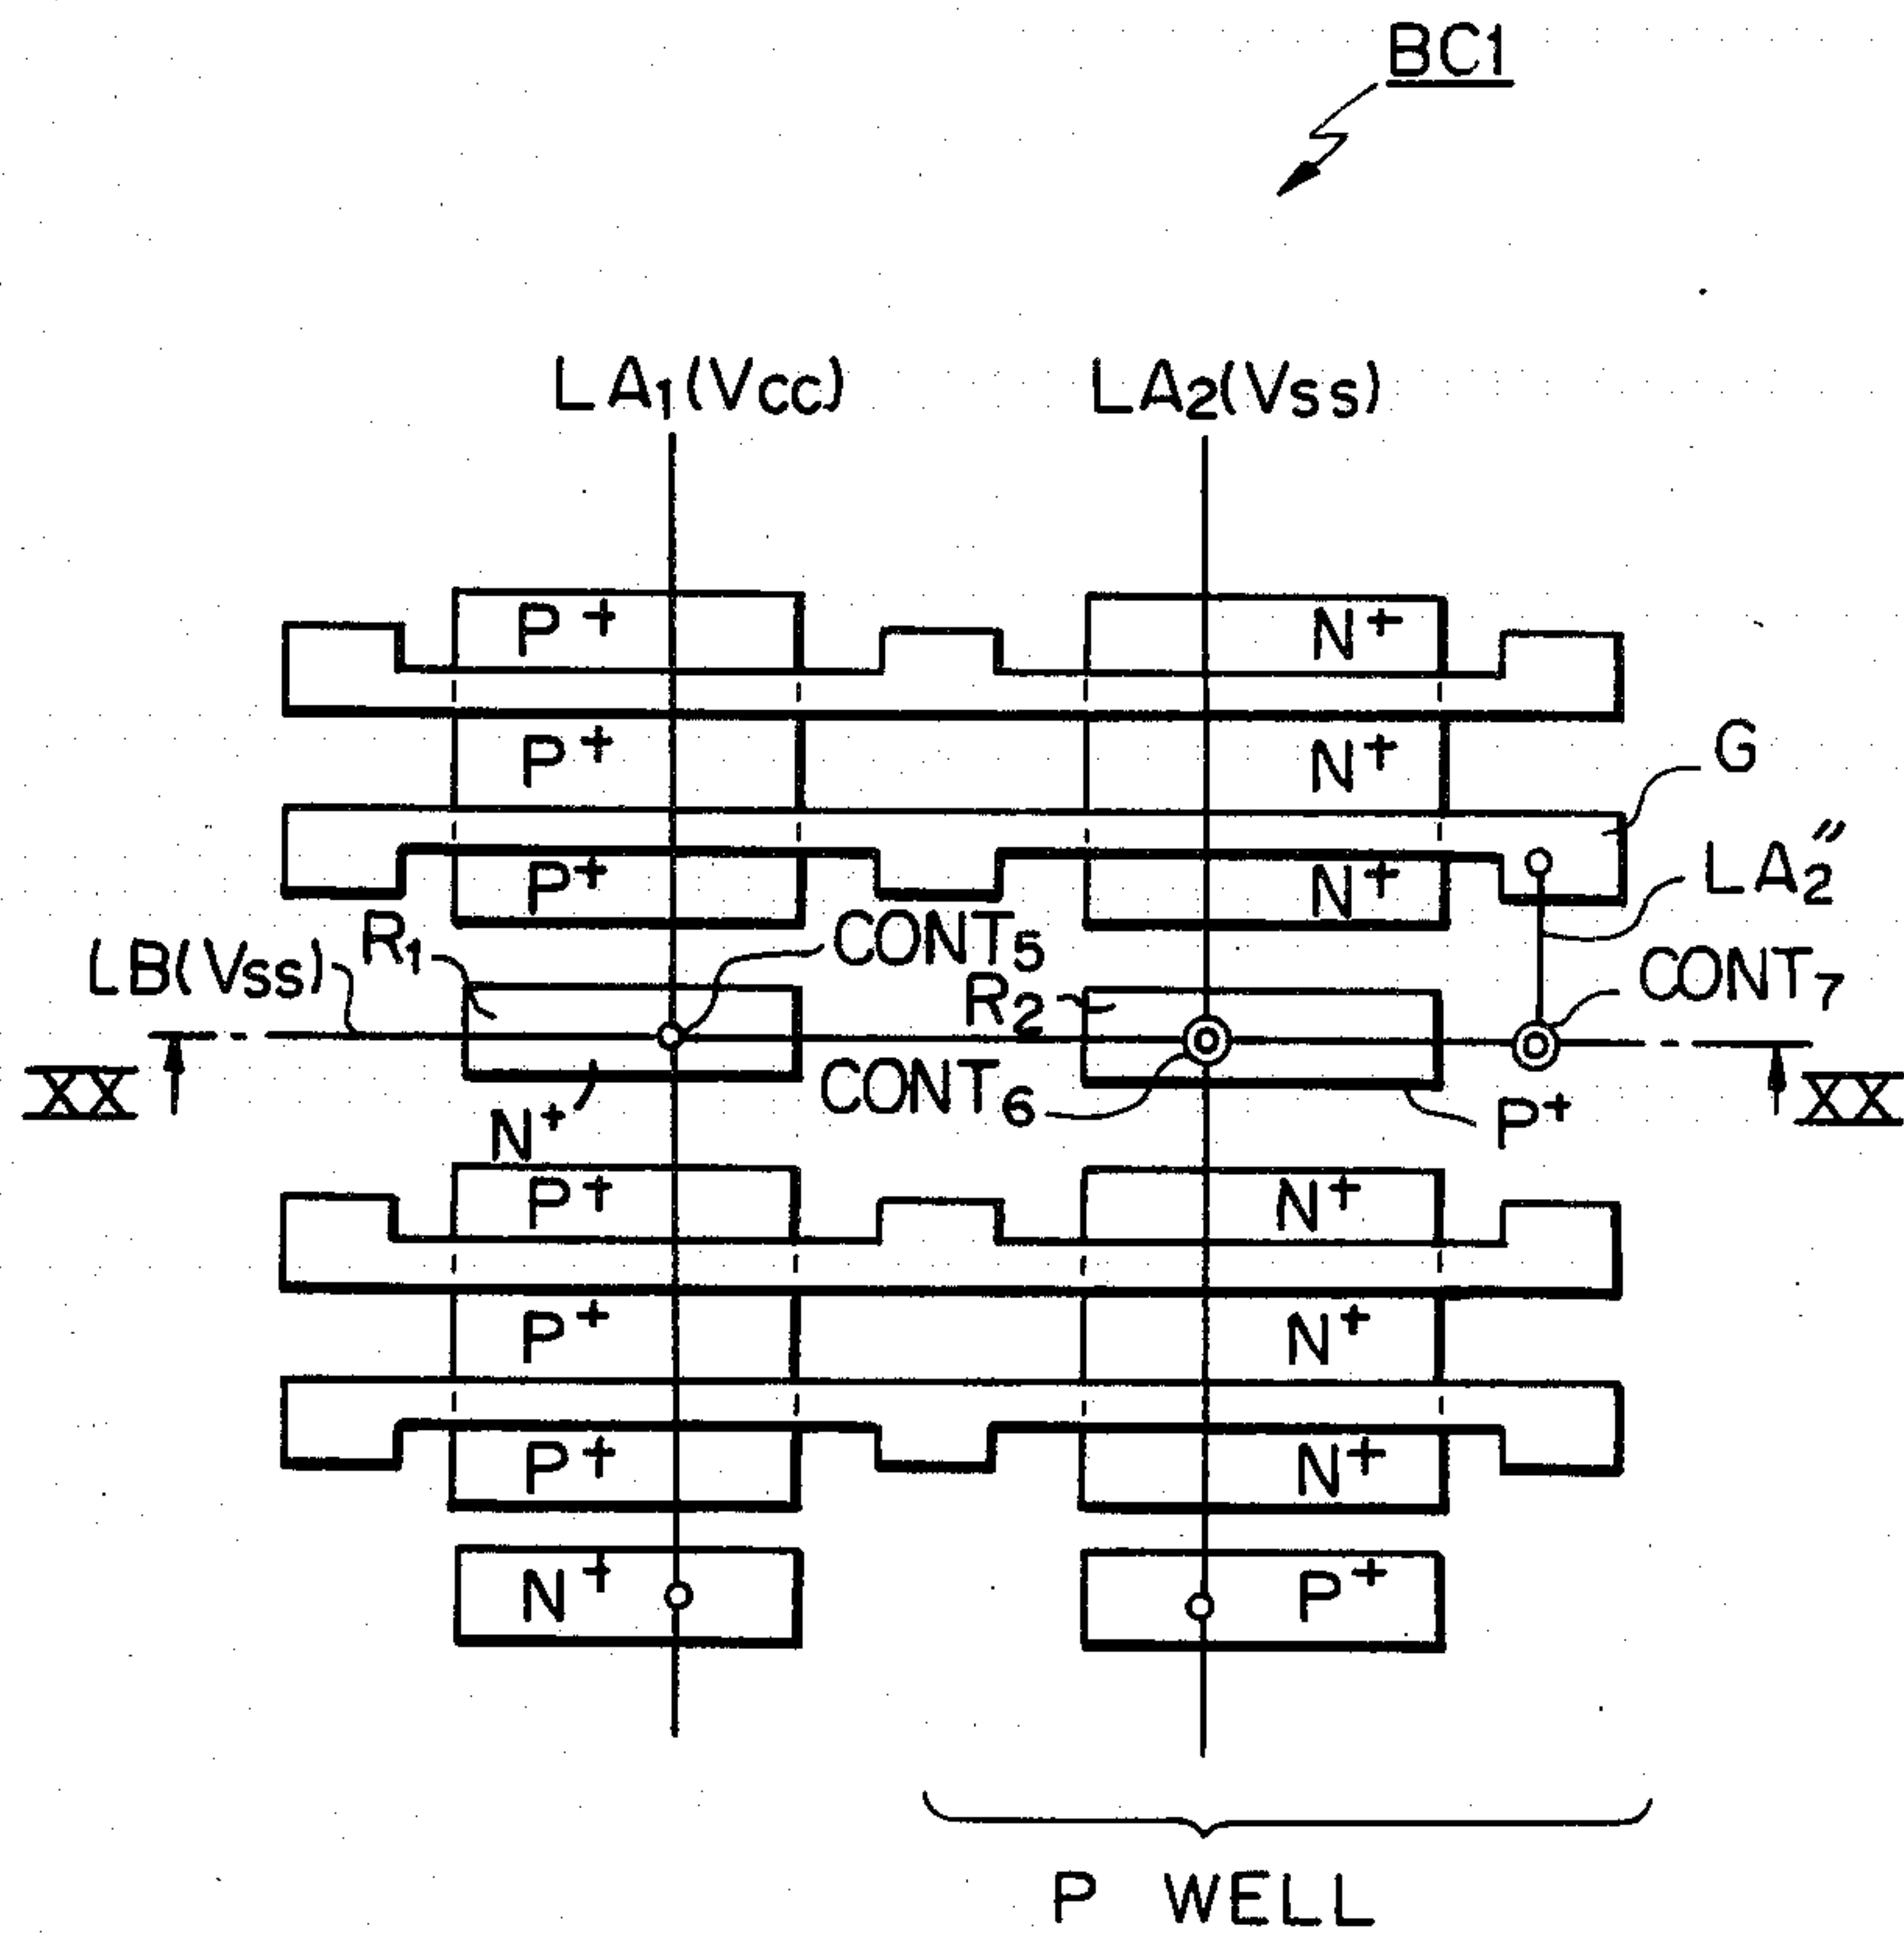 BC1
LA1(Vcc) LA2(Vss)
P+ N+
P+ N+
G
P+ N+
LA2"
R1 CONT5
LB(Vss) R2 CONT7
XX CONT6 P+ XX
N+
P+ N+
P+ N+
P+ N+
N+ P+
P WELL